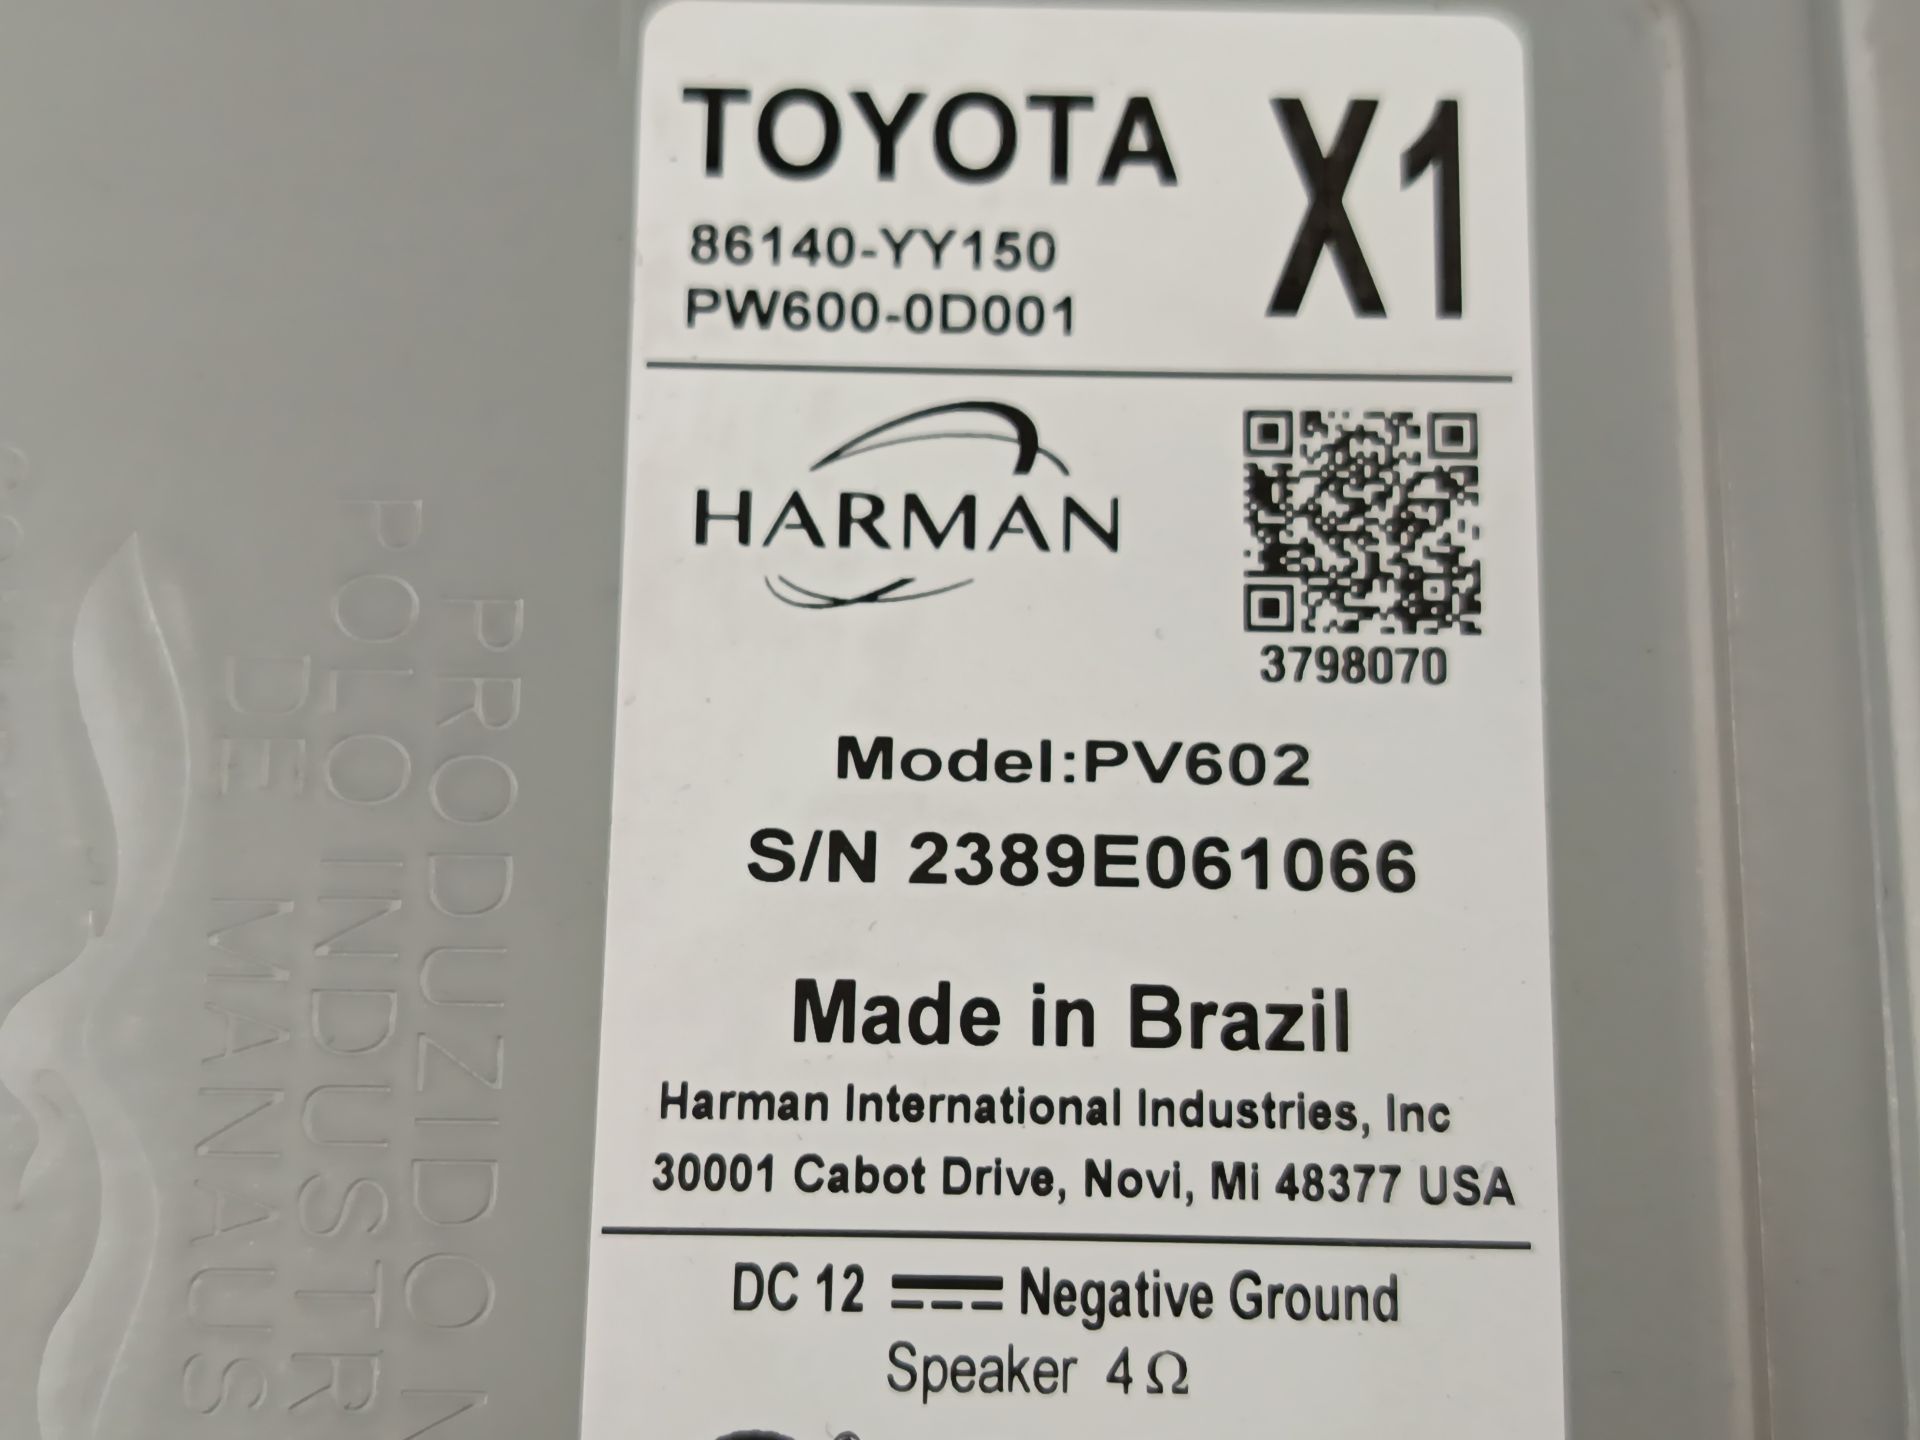 TOYOTA X1
86140-YY150
PW600-0D001
HARMAN
3798070
Model:PV602
S/N 2389E061066
Made in Brazil
Harman International Industries, Inc
30001 Cabot Drive, Novi, Mi 48377 USA
DC 12 Negative Ground
Speaker 4Ω
PRODUZIDO N
POLO INDUSTR
DE MANAUS